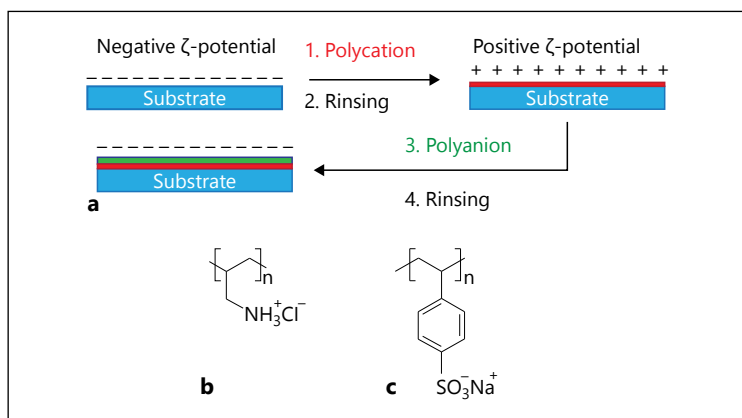 Negative ζ-potential
1. Polycation
Positive ζ-potential
– – – – – – – – – – – – – – – –
+ + + + + + + + + +
Substrate
2. Rinsing
Substrate
– – – – – – – – – – – – – – – –
3. Polyanion
Substrate
a
4. Rinsing
n
n
NH₃⁺Cl⁻
b
c
SO₃⁻Na⁺